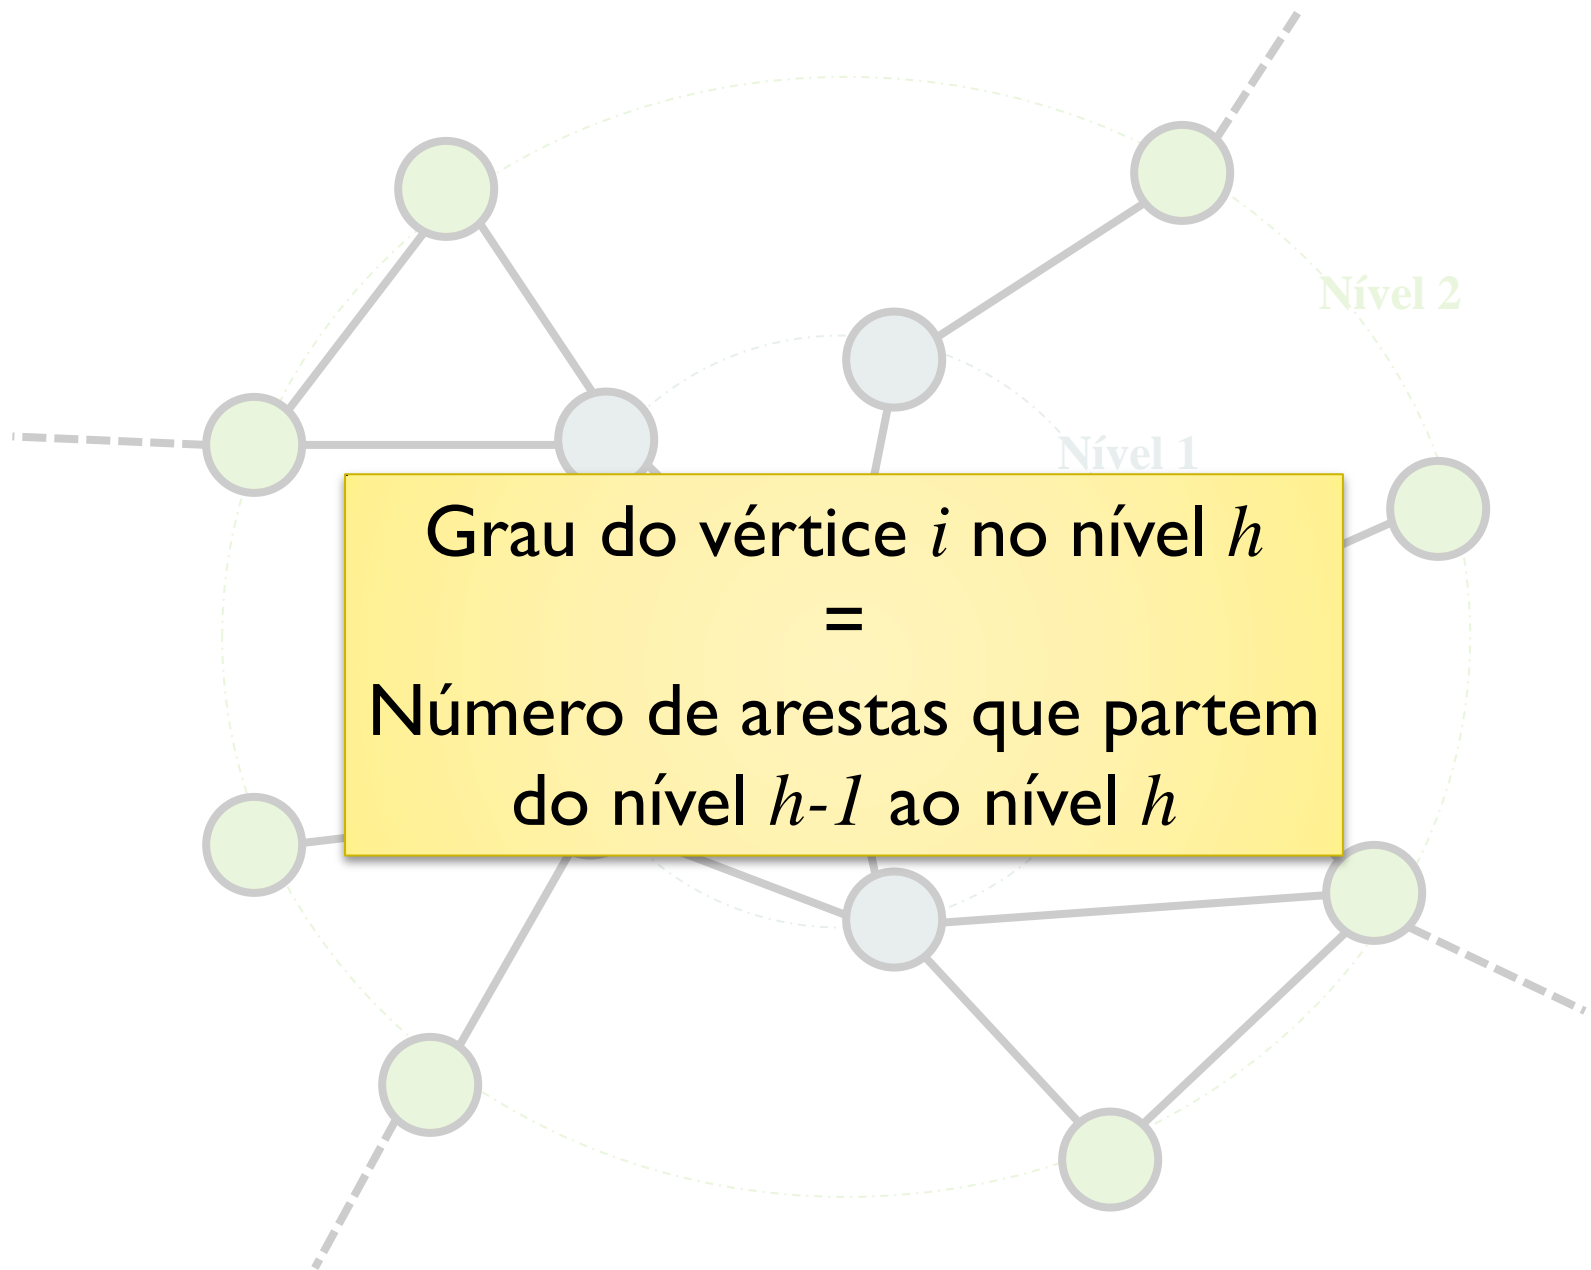 Nível 2
Nível 1
Grau do vértice i no nível h
=
Número de arestas que partem
do nível h-1 ao nível h